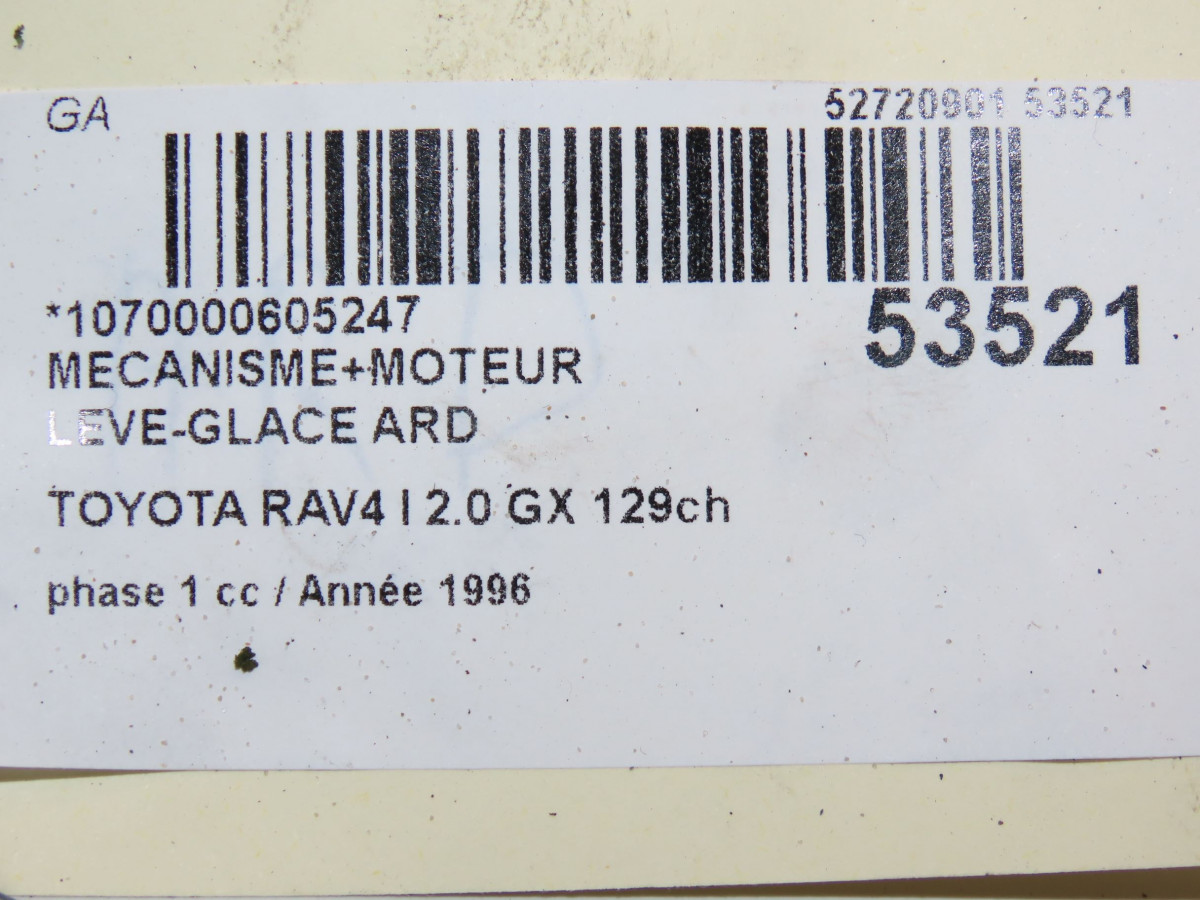 GA
52720901 53521
*1070000605247
53521
MECANISME+MOTEUR
LEVE-GLACE ARD
TOYOTA RAV4 I 2.0 GX 129ch
phase 1 cc / Année 1996